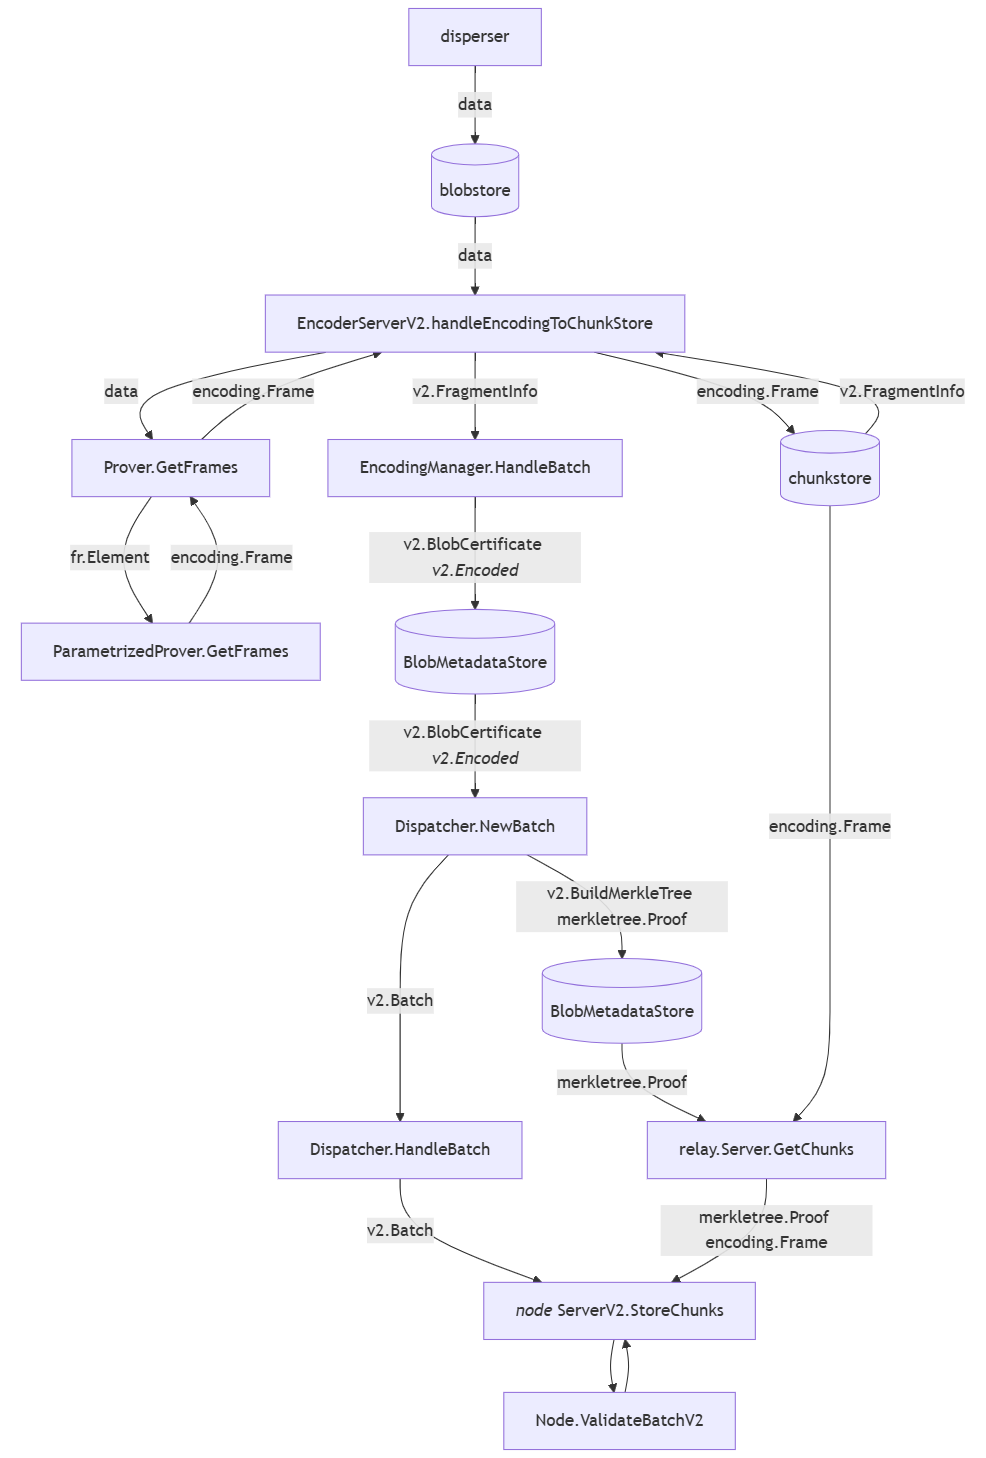 disperser
data
blobstore
data
EncoderServerV2.handleEncodingToChunkStore
data
encoding.Frame
v2.FragmentInfo
encoding.Frame
v2.FragmentInfo
Prover.GetFrames
EncodingManager.HandleBatch
chunkstore
fr.Element
encoding.Frame
v2.BlobCertificate
v2.Encoded
ParametrizedProver.GetFrames
BlobMetadataStore
v2.BlobCertificate
v2.Encoded
Dispatcher.NewBatch
encoding.Frame
v2.BuildMerkleTree
merkletree.Proof
v2.Batch
BlobMetadataStore
merkletree.Proof
Dispatcher.HandleBatch
relay.Server.GetChunks
v2.Batch
merkletree.Proof
encoding.Frame
node ServerV2.StoreChunks
Node.ValidateBatchV2